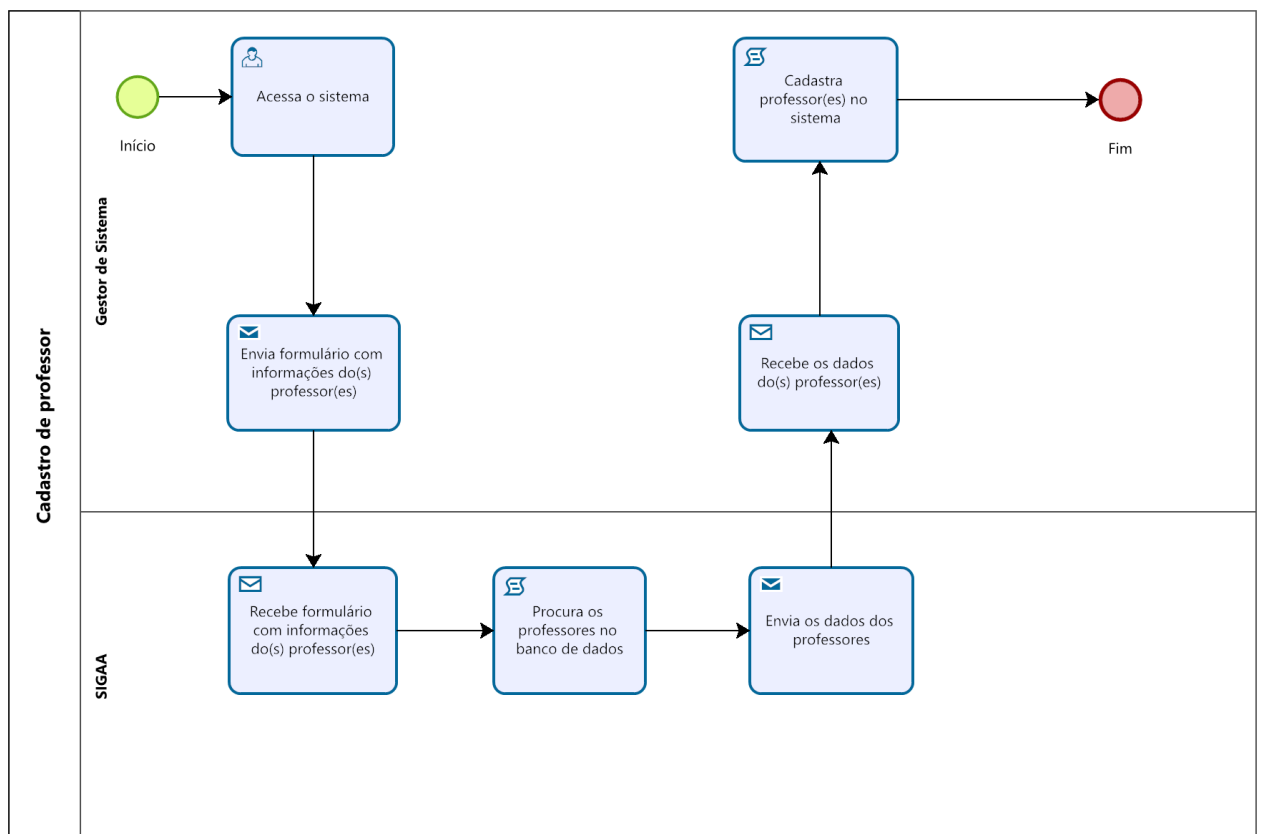 Cadastro de professor
Gestor de Sistema
Início
Acessa o sistema
Envia formulário com
informações do(s)
professor(es)
SIGAA
Recebe formulário
com informações
do(s) professor(es)
Procura os
professores no
banco de dados
Envia os dados dos
professores
Recebe os dados
do(s) professor(es)
Cadastra
professor(es) no
sistema
Fim